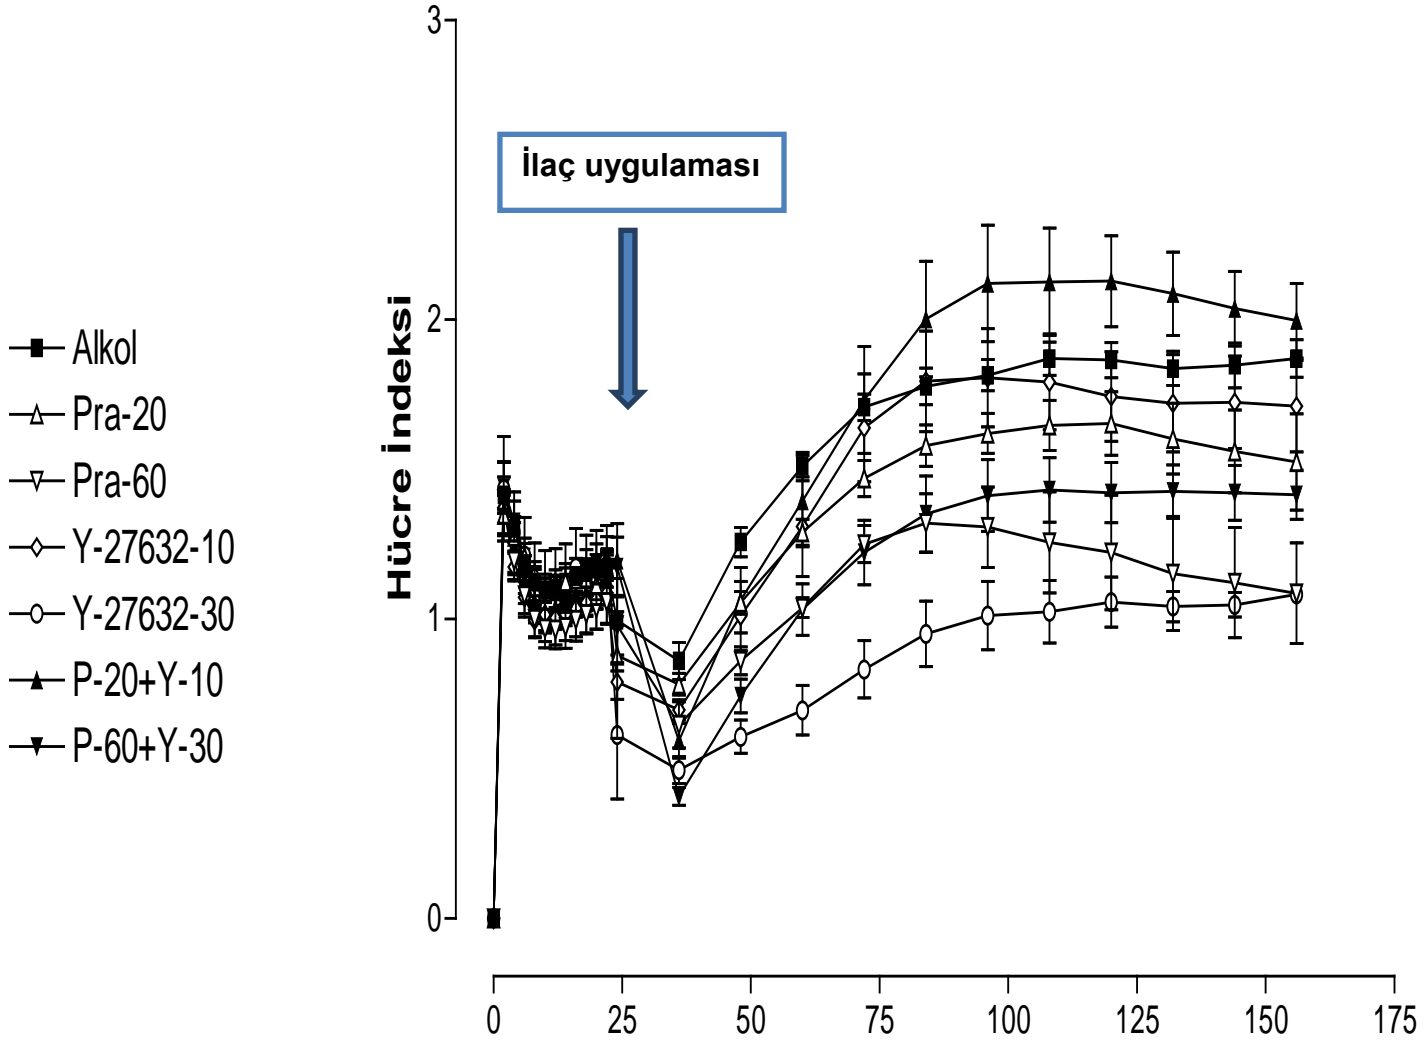 3
İlaç uygulaması
2
Hücre İndeksi
1
0
Alkol
Pra-20
Pra-60
Y-27632-10
Y-27632-30
P-20+Y-10
P-60+Y-30
0 25 50 75 100 125 150 175